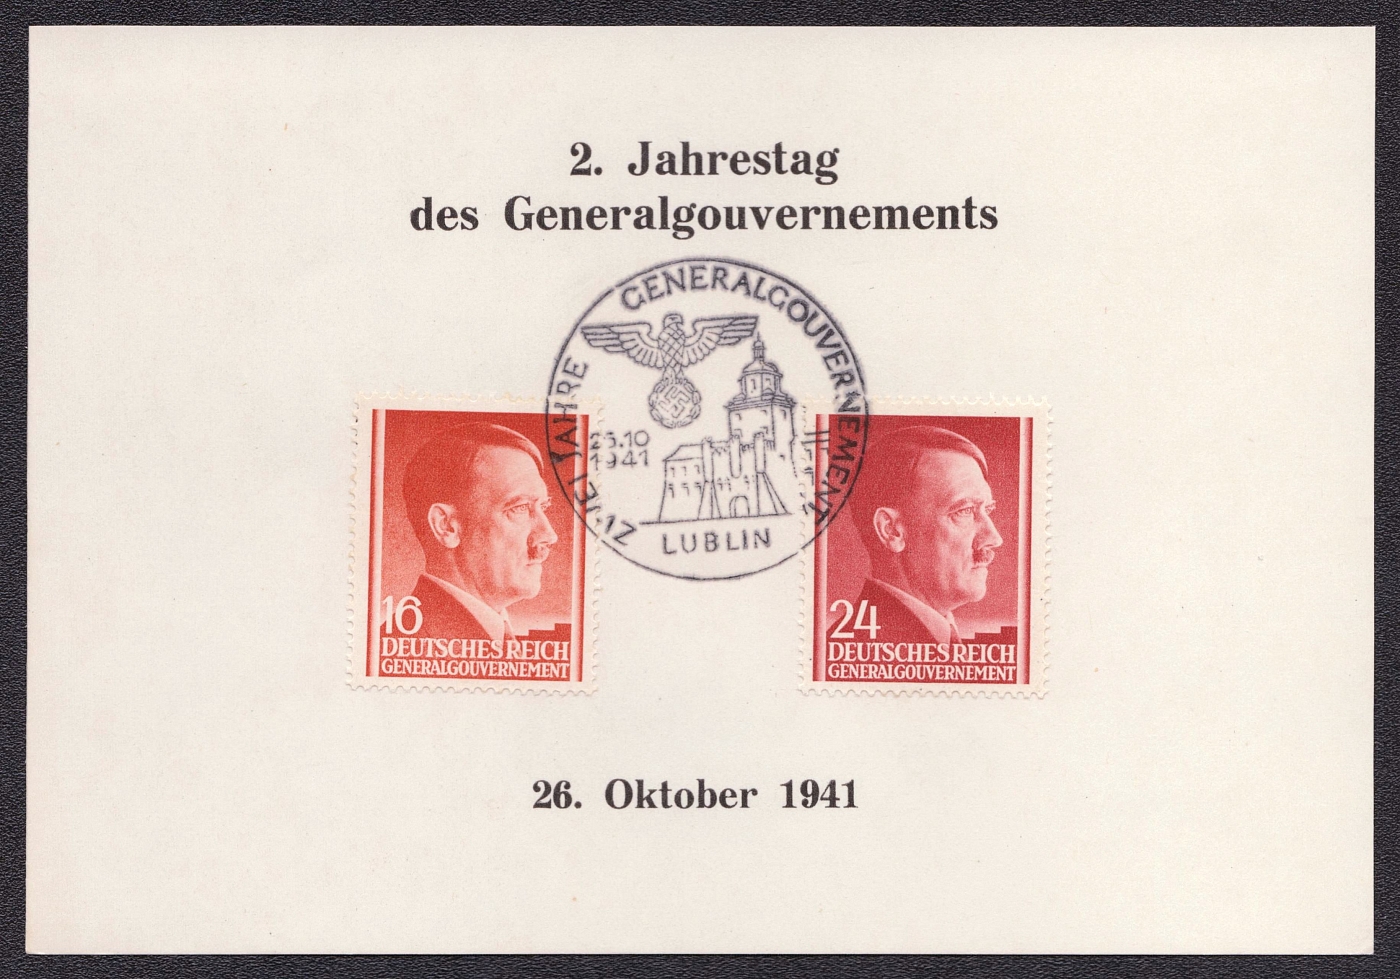 2. Jahrestag
des Generalgouvernements
ZWEI JAHRE GENERALGOUVERNEMENT
26.10
1941
LUBLIN
16
DEUTSCHES REICH
GENERALGOUVERNEMENT
24
DEUTSCHES REICH
GENERALGOUVERNEMENT
26. Oktober 1941